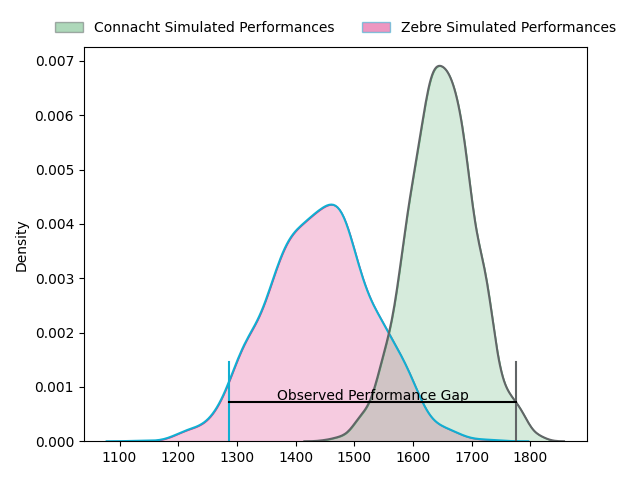 Connacht Simulated Performances Zebre Simulated Performances
0.007
0.006
0.005
0.004
0.003
0.002
0.001
0.000
Density
Observed Performance Gap
1100 1200 1300 1400 1500 1600 1700 1800